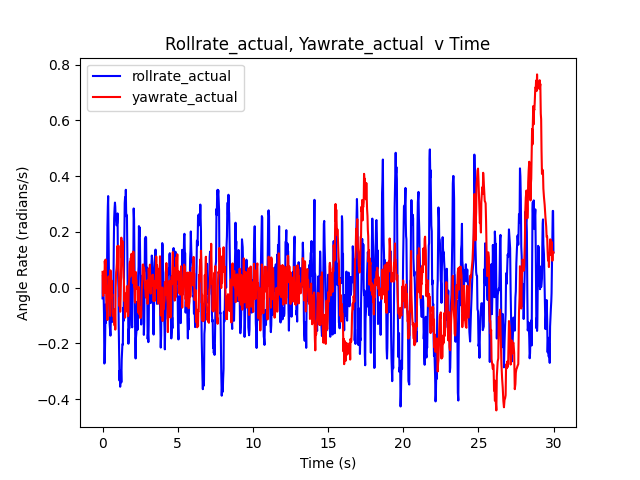 Rollrate_actual, Yawrate_actual  v Time
rollrate_actual
yawrate_actual
Angle Rate (radians/s)
0.8
0.6
0.4
0.2
0.0
−0.2
−0.4
0 5 10 15 20 25 30
Time (s)